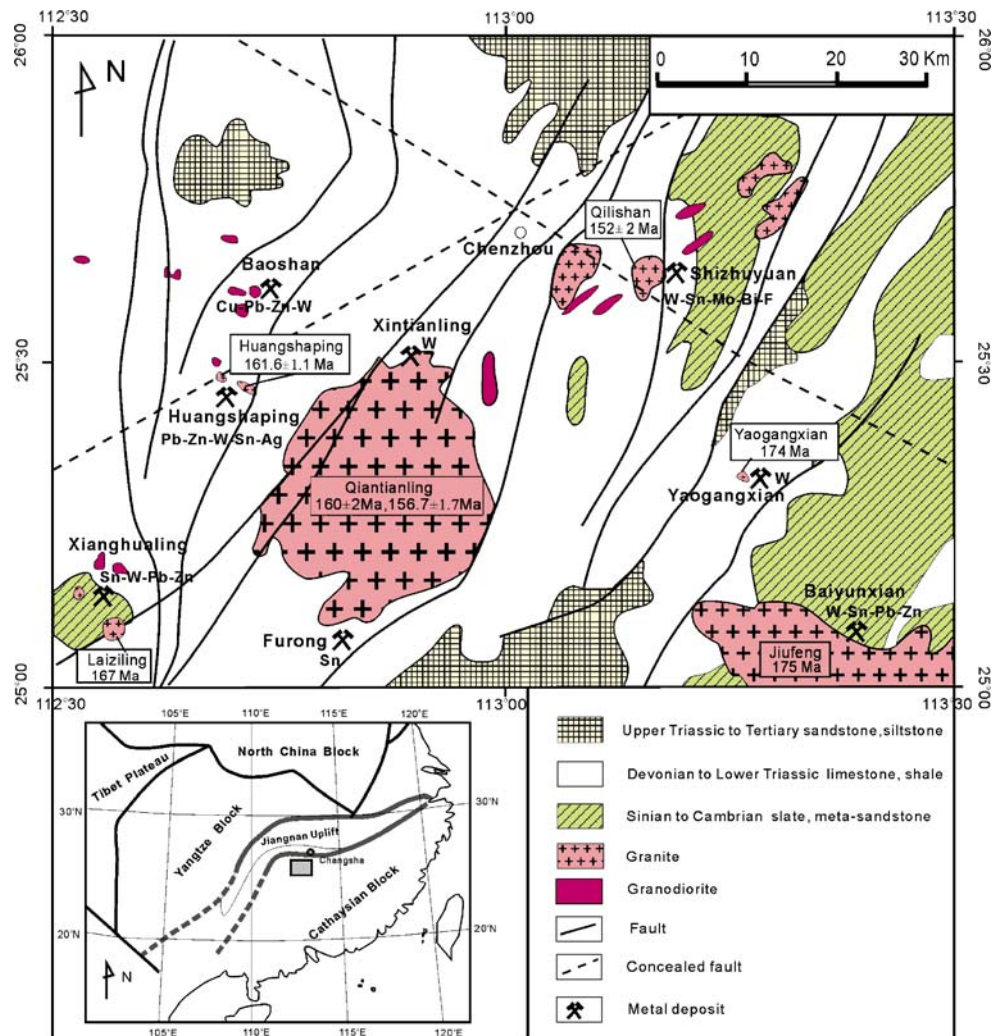 112°30'
113°00'
113°30'
26°00'
26°00'
N
0 10 20 30 Km
Qilishan
152± 2 Ma
Chenzhou
Baoshan
Cu-Pb-Zn-W
Shizhuyuan
W-Sn-Mo-Bi-F
Xintianling
W
Huangshaping
161.6±1.1 Ma
25°30'
25°30'
Huangshaping
Pb-Zn-W-Sn-Ag
Yaogangxian
174 Ma
W
Yaogangxian
Qiantianling
160±2Ma,156.7±1.7Ma
Xianghualing
Sn-W-Pb-Zn
Baiyunxian
W-Sn-Pb-Zn
Furong
Sn
Laiziling
167 Ma
Jiufeng
175 Ma
25°00'
25°00'
112°30'
113°00'
113°30'
105°E
110°E
115°E
120°E
North China Block
Tibet Plateau
30°N
30°N
Yangtze Block
Jiangnan Uplift
Changsha
Cathaysian Block
20°N
20°N
N
105°E
110°E
115°E
120°E
Upper Triassic to Tertiary sandstone,siltstone
Devonian to Lower Triassic limestone, shale
Sinian to Cambrian slate, meta-sandstone
Granite
Granodiorite
Fault
Concealed fault
Metal deposit